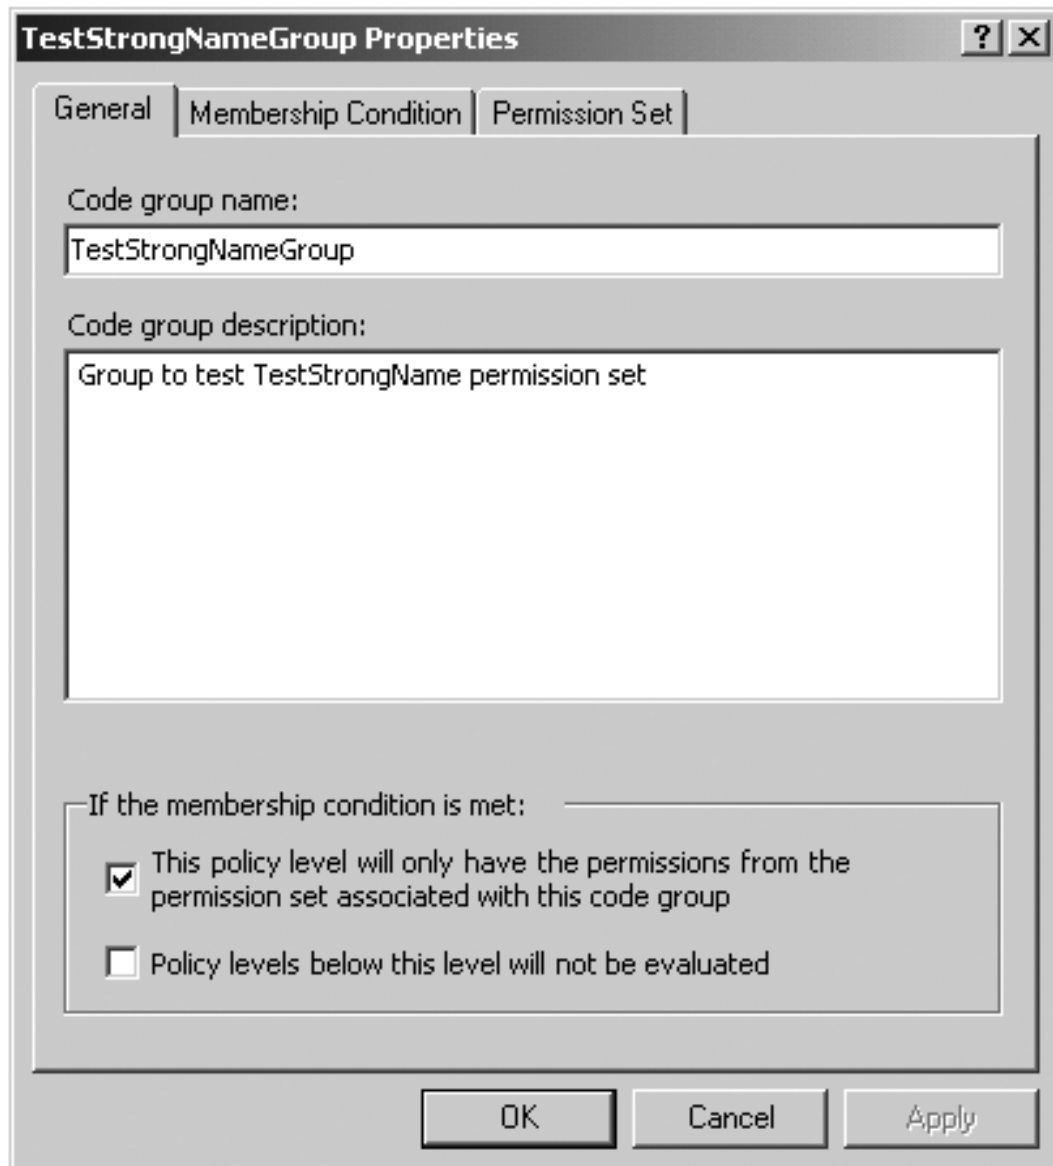 TestStrongNameGroup Properties
General
Membership Condition
Permission Set
Code group name:
TestStrongNameGroup
Code group description:
Group to test TestStrongName permission set
If the membership condition is met:
This policy level will only have the permissions from the
permission set associated with this code group
Policy levels below this level will not be evaluated
OK
Cancel
Apply